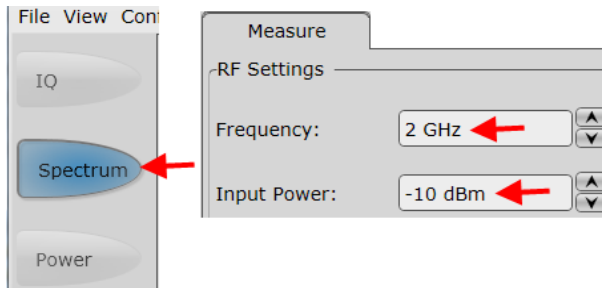 File View
IQ
Spectrum
Power
Measure
RF Settings
Frequency:
2 GHz
Input Power:
-10 dBm